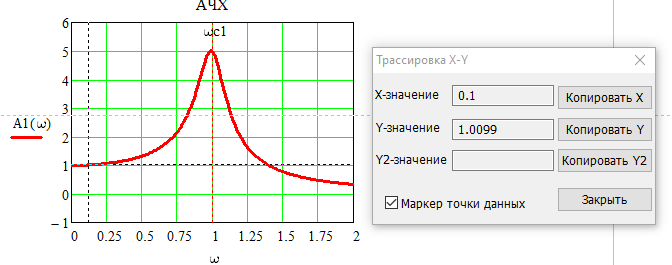 АЧХ
ωc1
6
5
4
3
2
1
0
−1
A1(ω)
0 0.25 0.5 0.75 1 1.25 1.5 1.75 2
ω
Трассировка X-Y
X-значение 0.1 Копировать X
Y-значение 1.0099 Копировать Y
Y2-значение Копировать Y2
Маркер точки данных Закрыть